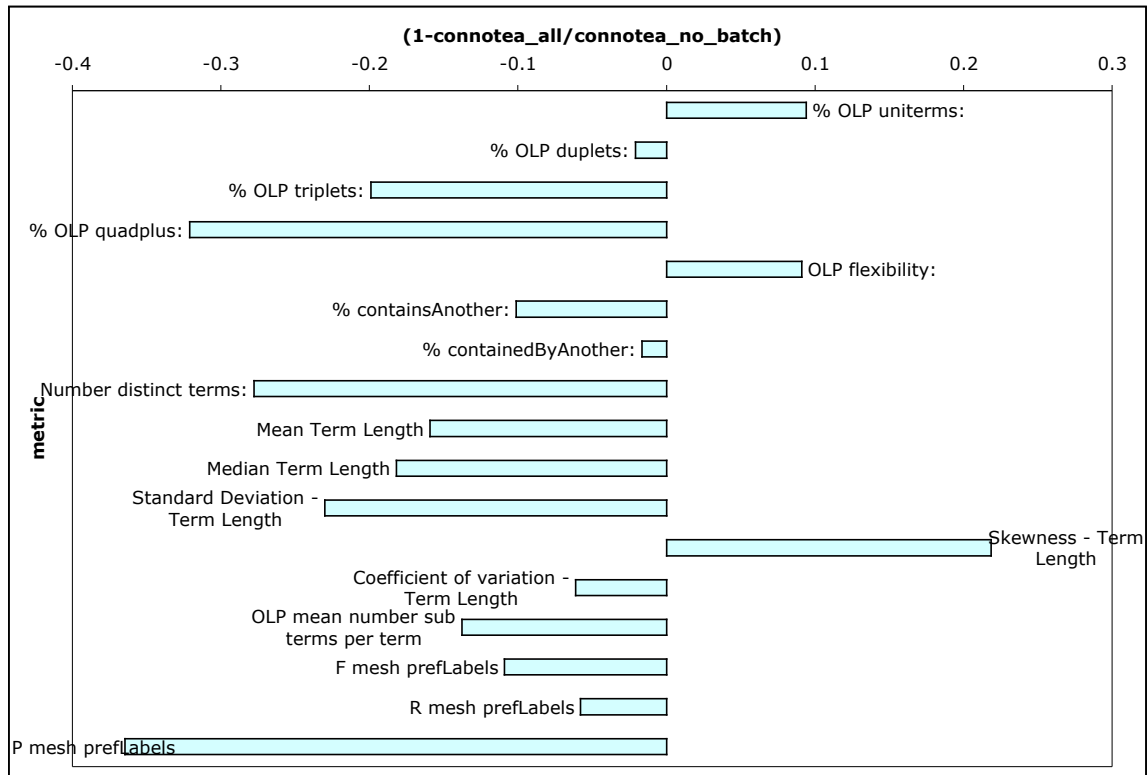 (1-connotea_all/connotea_no_batch)
-0.4 -0.3 -0.2 -0.1 0 0.1 0.2 0.3
% OLP uniterms:
% OLP duplets:
% OLP triplets:
% OLP quadplus:
OLP flexibility:
% containsAnother:
% containedByAnother:
Number distinct terms:
metric
Mean Term Length
Median Term Length
Standard Deviation -
Term Length
Skewness - Term
Length
Coefficient of variation -
Term Length
OLP mean number sub
terms per term
F mesh prefLabels
R mesh prefLabels
P mesh prefLabels